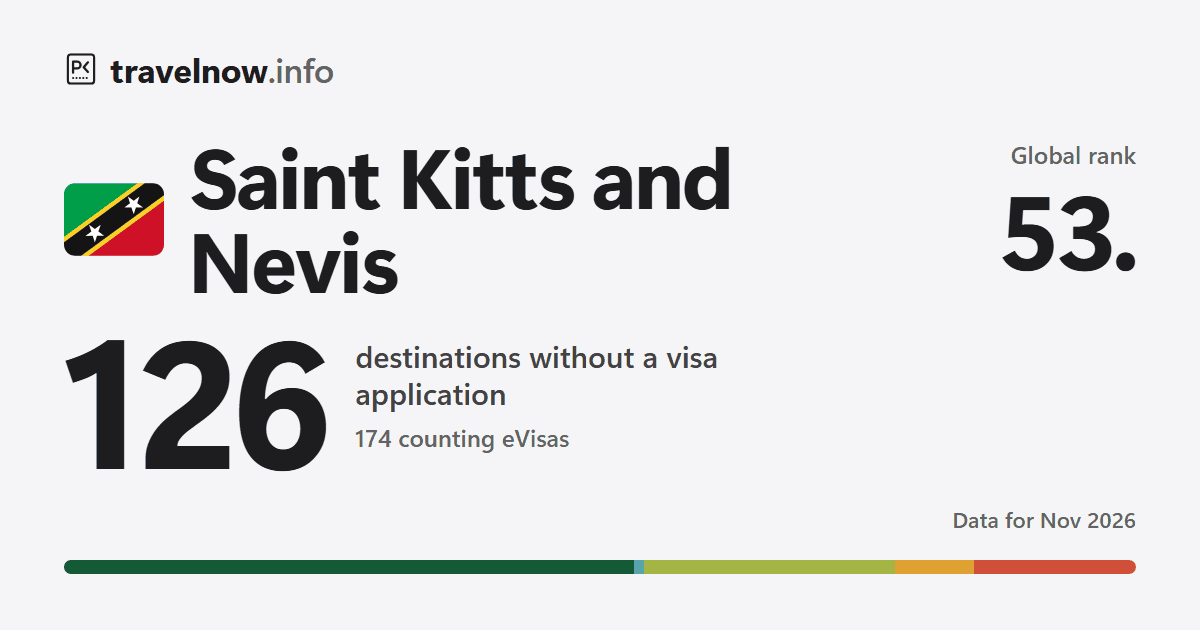 travelnow.info
Saint Kitts and
Nevis
Global rank
53.
126
destinations without a visa
application
174 counting eVisas
Data for Nov 2026